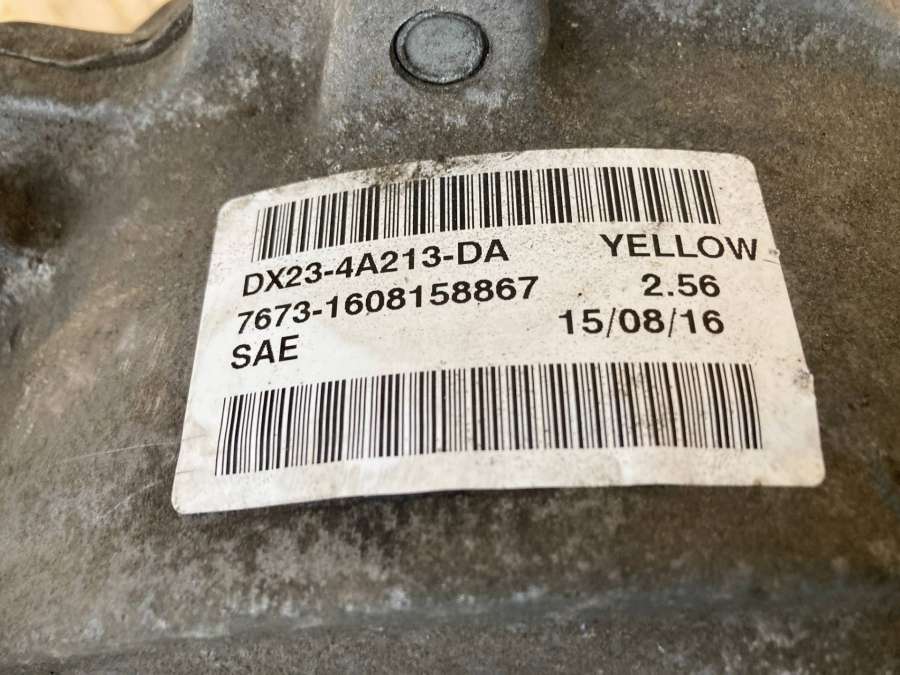 DX23-4A213-DA YELLOW
7673-1608158867 2.56
SAE 15/08/16